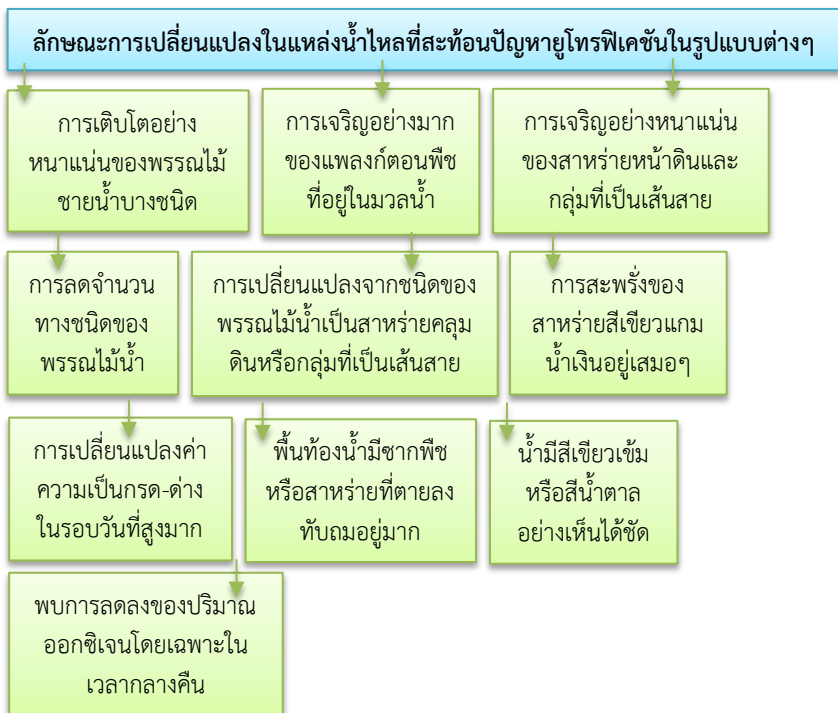 ลักษณะการเปลี่ยนแปลงในแหล่งน้ำไหลที่สะท้อนปัญหายูโทรฟิเคชันในรูปแบบต่างๆ
การเติบโตอย่าง
หนาแน่นของพรรณไม้
ชายน้ำบางชนิด
การเจริญอย่างมาก
ของแพลงก์ตอนพืช
ที่อยู่ในมวลน้ำ
การเจริญอย่างหนาแน่น
ของสาหร่ายหน้าดินและ
กลุ่มที่เป็นเส้นสาย
การลดจำนวน
ทางชนิดของ
พรรณไม้น้ำ
การเปลี่ยนแปลงจากชนิดของ
พรรณไม้น้ำเป็นสาหร่ายคลุม
ดินหรือกลุ่มที่เป็นเส้นสาย
การสะพรั่งของ
สาหร่ายสีเขียวแกม
น้ำเงินอยู่เสมอๆ
การเปลี่ยนแปลงค่า
ความเป็นกรด-ด่าง
ในรอบวันที่สูงมาก
พื้นท้องน้ำมีซากพืช
หรือสาหร่ายที่ตายลง
ทับถมอยู่มาก
น้ำมีสีเขียวเข้ม
หรือสีน้ำตาล
อย่างเห็นได้ชัด
พบการลดลงของปริมาณ
ออกซิเจนโดยเฉพาะใน
เวลากลางคืน